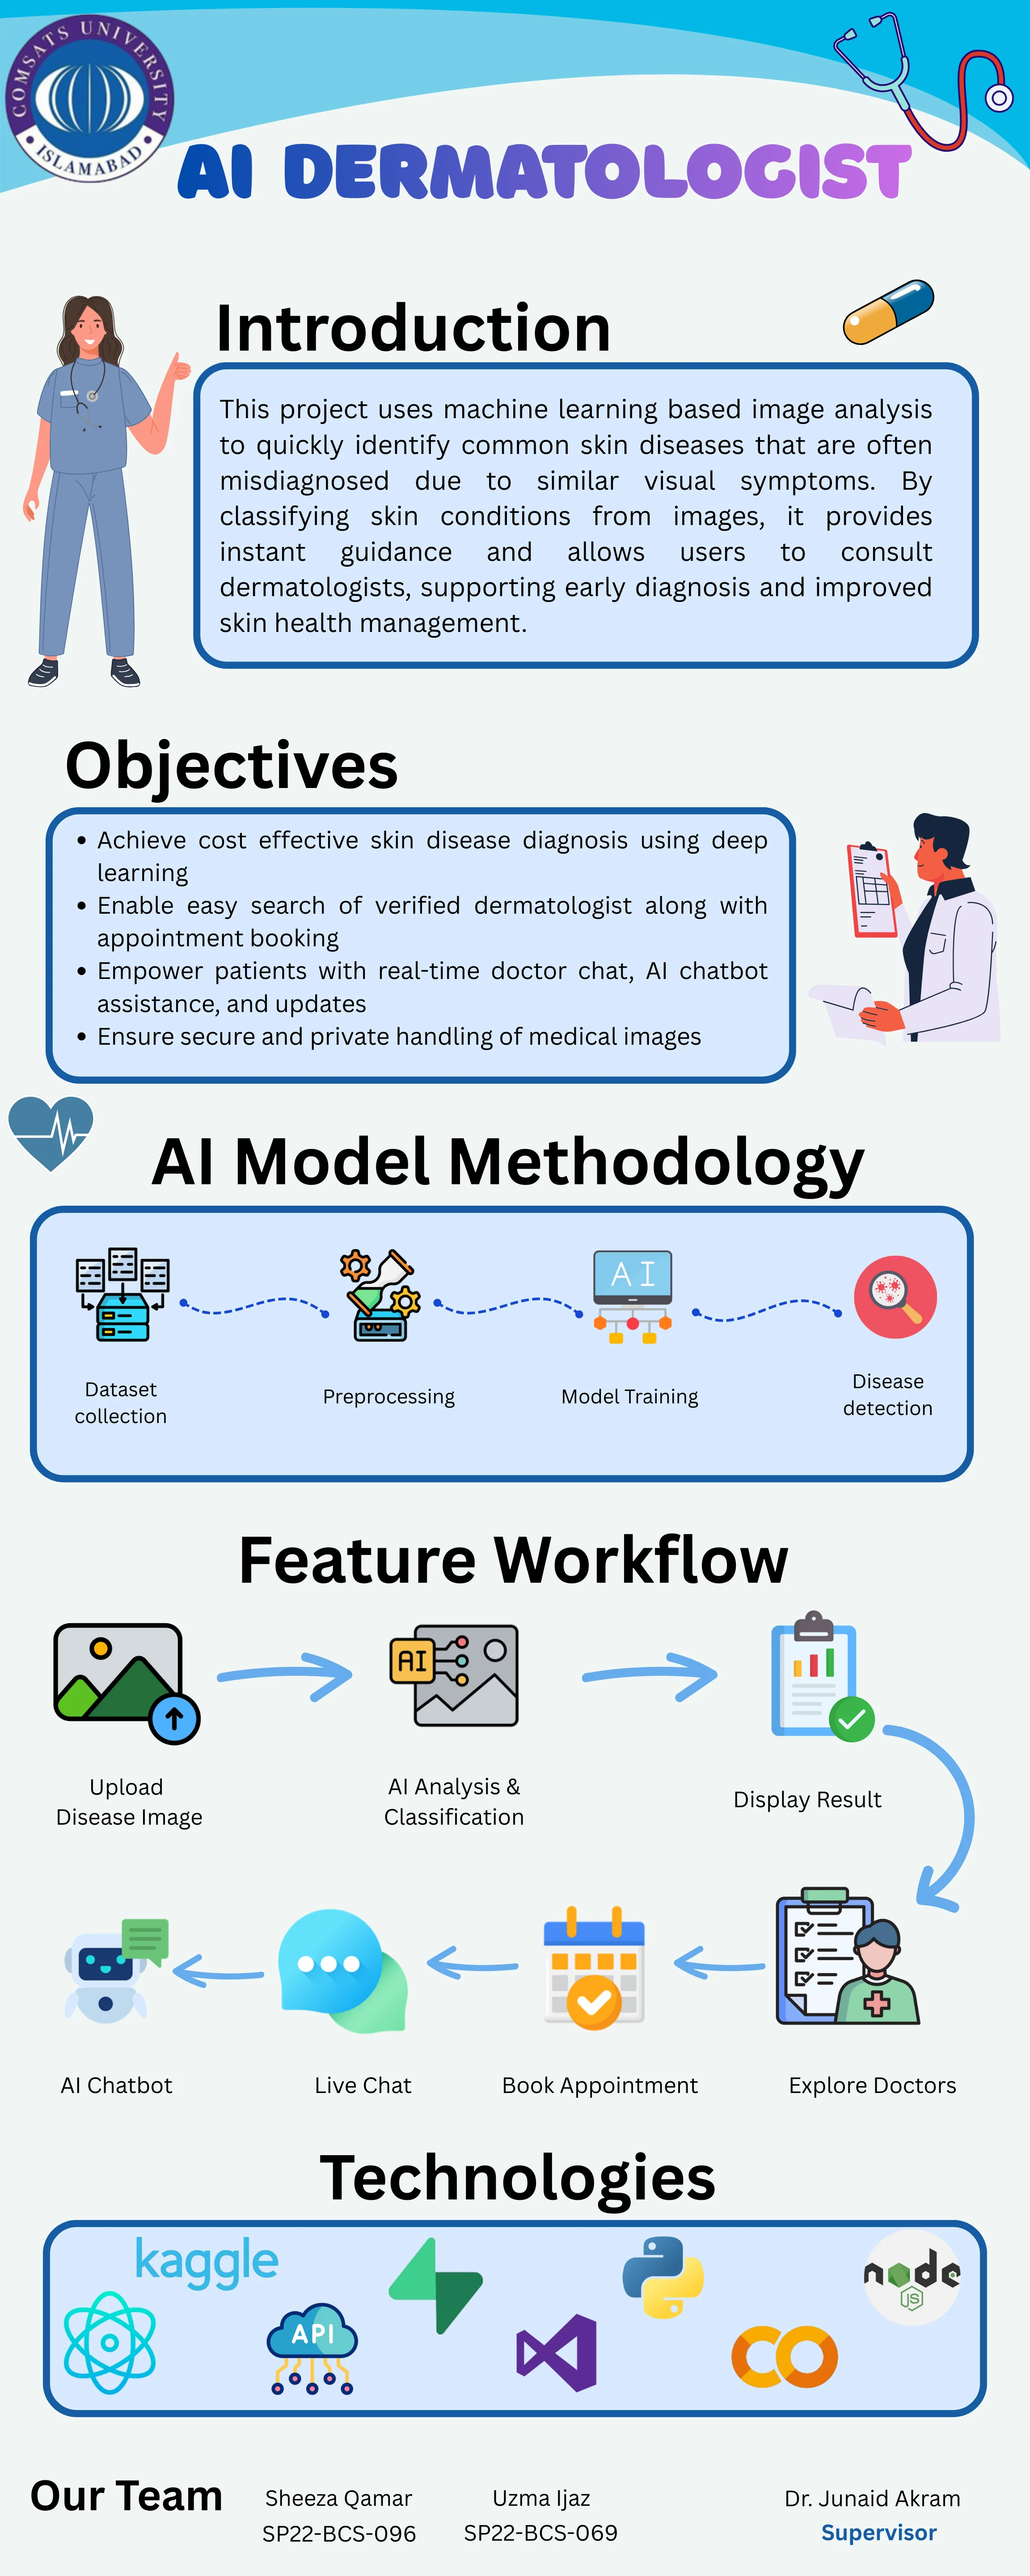 COMSATS UNIVERSITY
ISLAMABAD
AI DERMATOLOGIST
Introduction
This project uses machine learning based image analysis
to quickly identify common skin diseases that are often
misdiagnosed due to similar visual symptoms. By
classifying skin conditions from images, it provides
instant guidance and allows users to consult
dermatologists, supporting early diagnosis and improved
skin health management.
Objectives
• Achieve cost effective skin disease diagnosis using deep
learning
• Enable easy search of verified dermatologist along with
appointment booking
• Empower patients with real-time doctor chat, AI chatbot
assistance, and updates
• Ensure secure and private handling of medical images
AI Model Methodology
AI
Dataset
collection
Preprocessing
Model Training
Disease
detection
Feature Workflow
AI
Upload
Disease Image
AI Analysis &
Classification
Display Result
AI Chatbot
Live Chat
Book Appointment
Explore Doctors
Technologies
kaggle
node
JS
API
Our Team
Sheeza Qamar
SP22-BCS-096
Uzma Ijaz
SP22-BCS-069
Dr. Junaid Akram
Supervisor